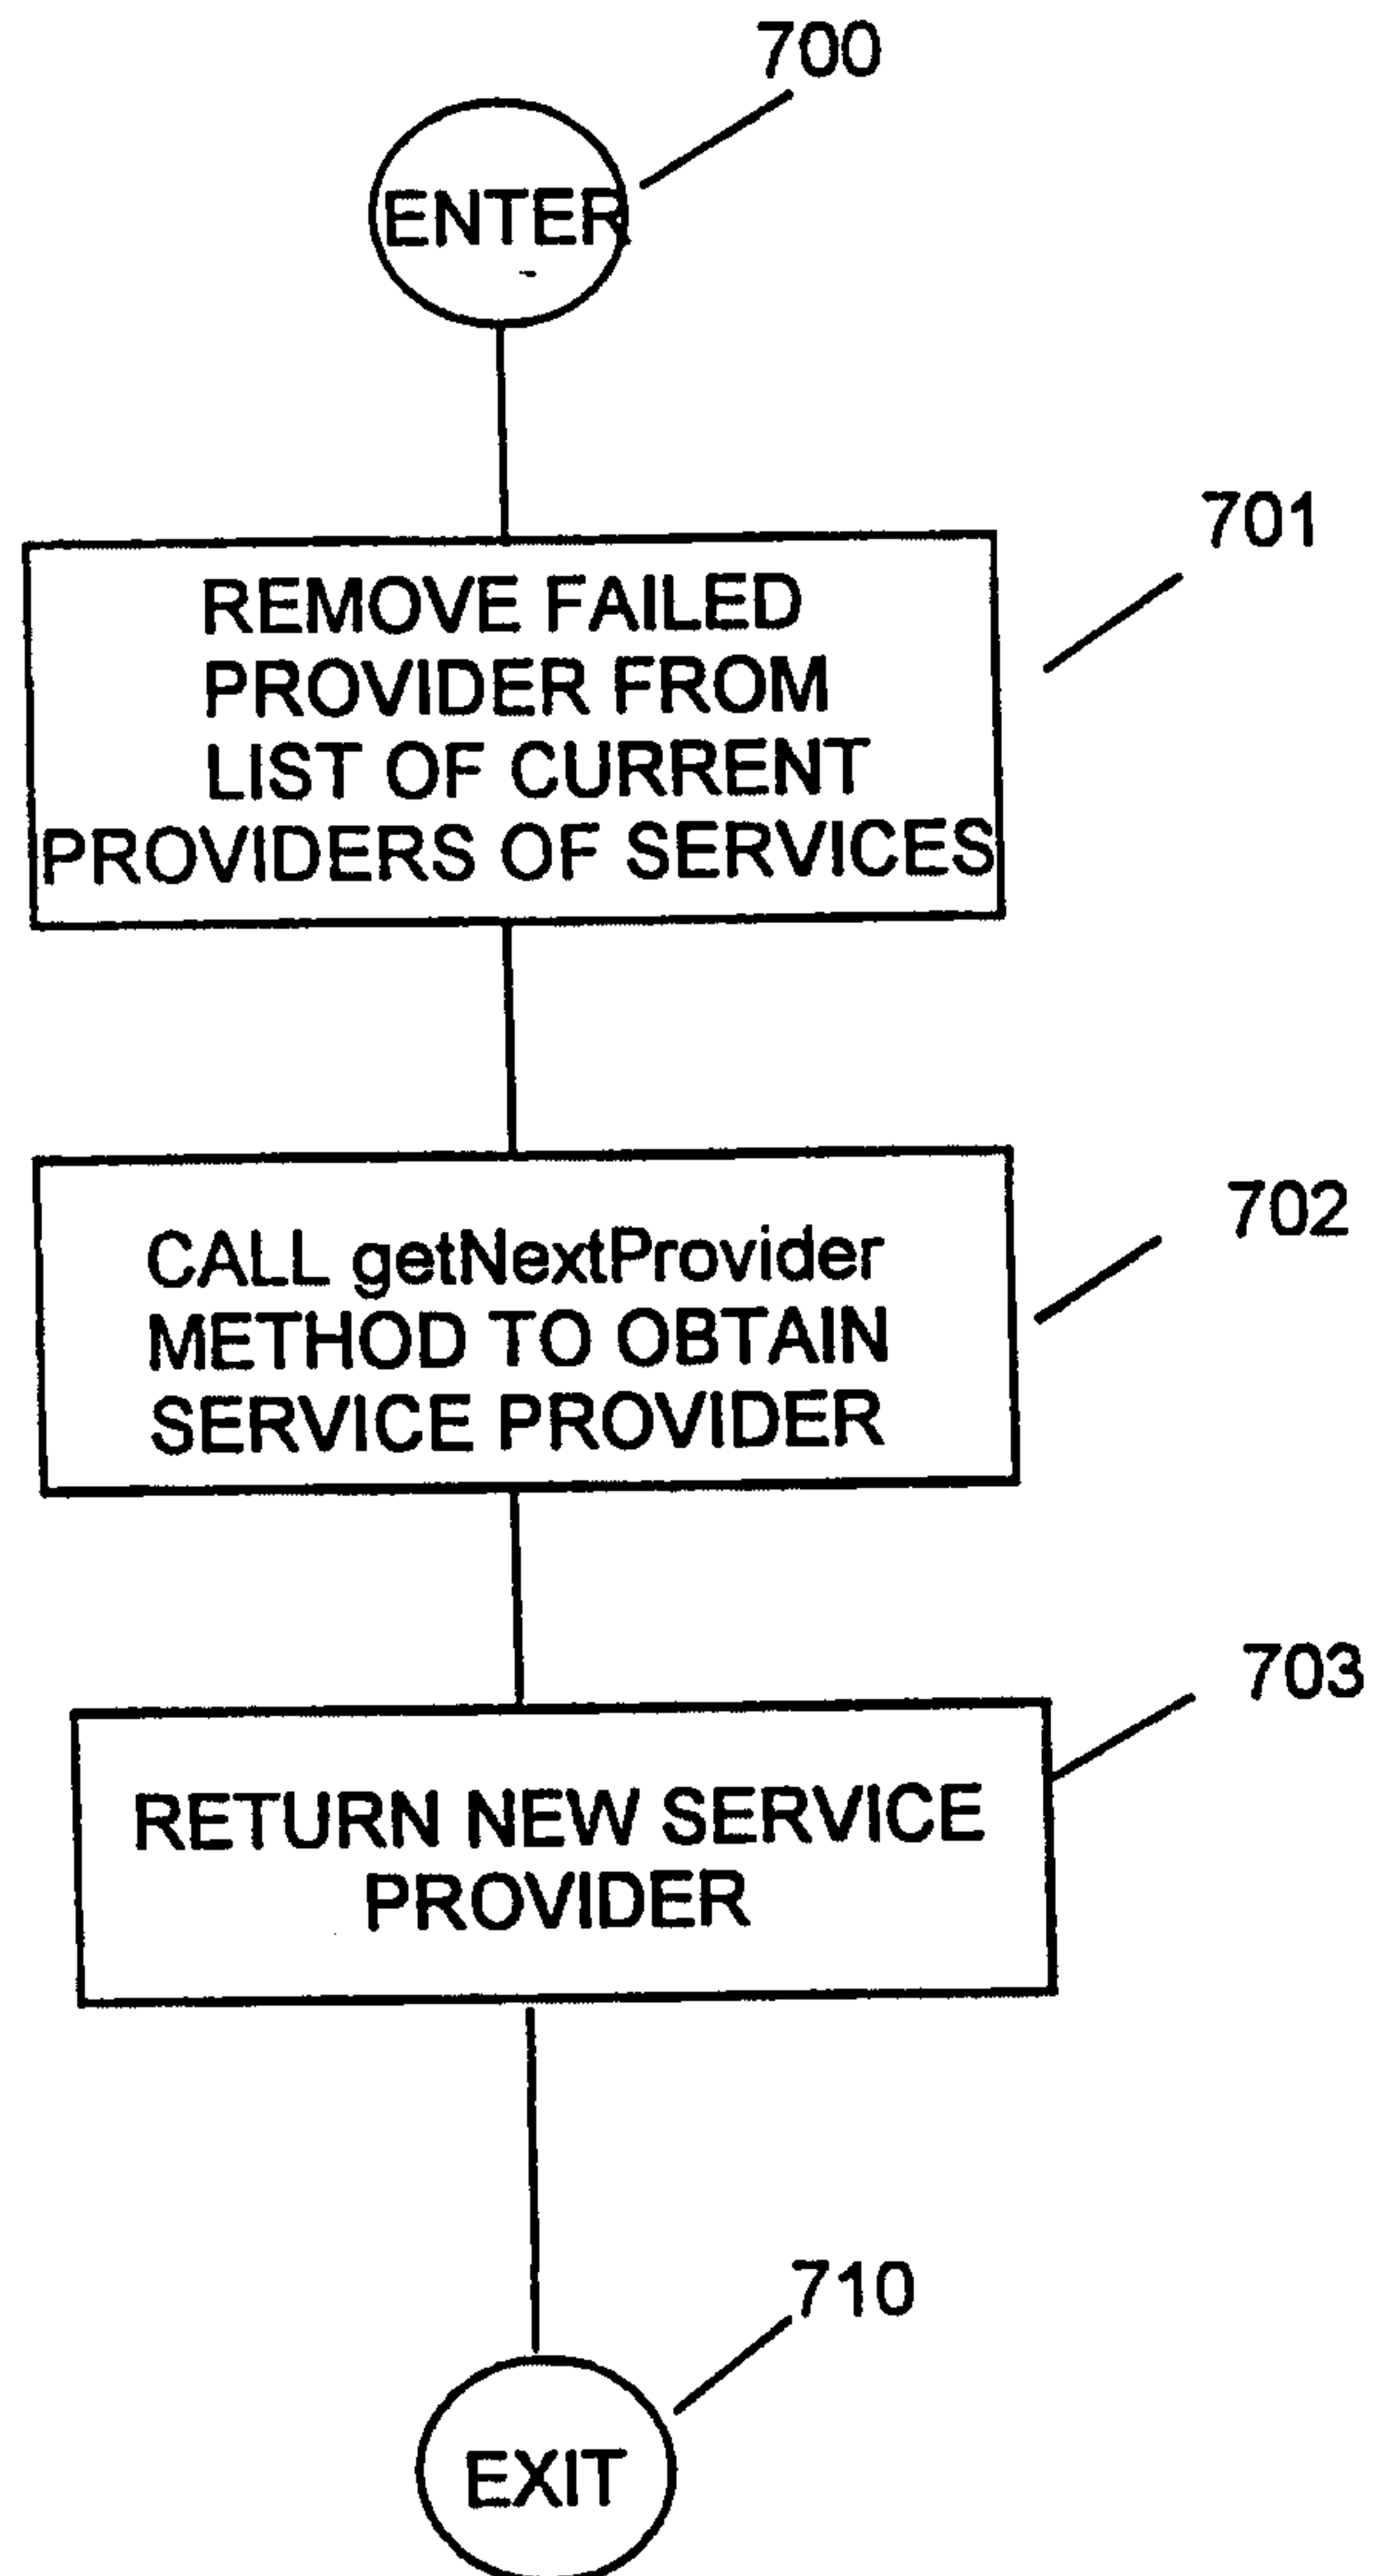 700
ENTER
701
REMOVE FAILED
PROVIDER FROM
LIST OF CURRENT
PROVIDERS OF SERVICES
702
CALL getNextProvider
METHOD TO OBTAIN
SERVICE PROVIDER
703
RETURN NEW SERVICE
PROVIDER
710
EXIT